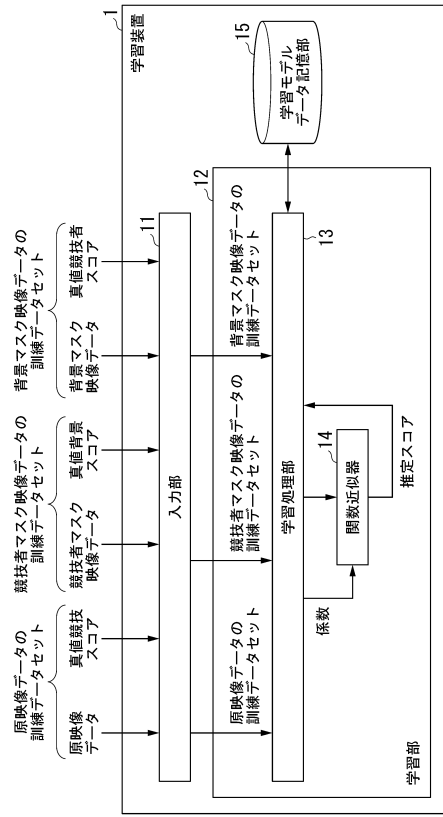 原映像データの
訓練データセット
競技者マスク映像データの
訓練データセット
背景マスク映像データの
訓練データセット
原映像
データ
真値競技
スコア
競技者マスク
映像データ
真値背景
スコア
背景マスク
映像データ
真値競技者
スコア
1
学習装置
11
入力部
12
原映像データの
訓練データセット
競技者マスク映像データの
訓練データセット
背景マスク映像データの
訓練データセット
13
学習処理部
15
学習モデル
データ記憶部
係数
14
関数近似器
推定スコア
学習部